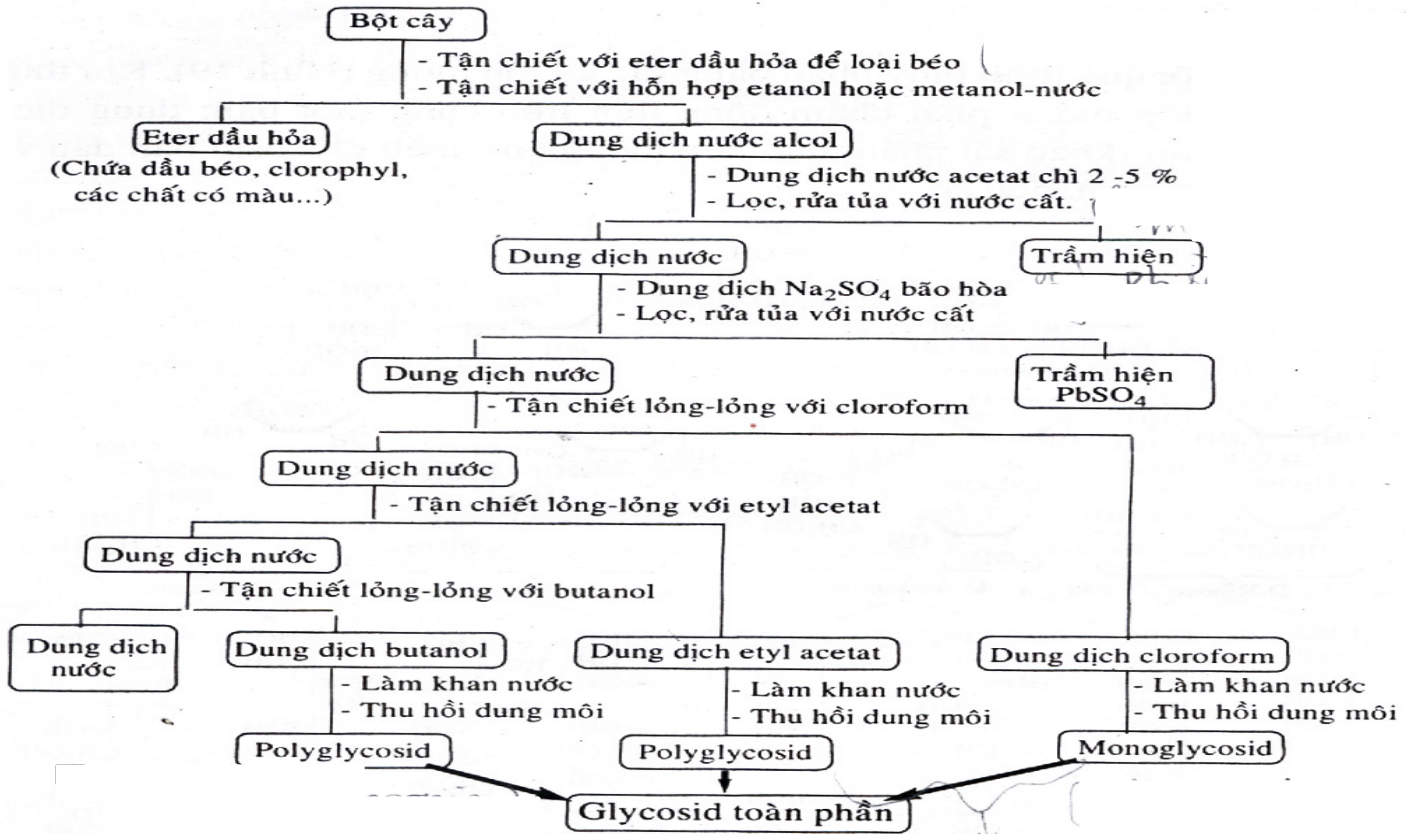 Bột cây
- Tận chiết với eter dầu hỏa để loại béo
- Tận chiết với hỗn hợp etanol hoặc metanol-nước
Eter dầu hỏa
(Chứa dầu béo, clorophyl,
các chất có màu...)
Dung dịch nước alcol
- Dung dịch nước acetat chì 2 -5 %
- Lọc, rửa tủa với nước cất.
Dung dịch nước
Trầm hiện
- Dung dịch Na₂SO₄ bão hòa
- Lọc, rửa tủa với nước cất
Dung dịch nước
Trầm hiện
PbSO₄
- Tận chiết lỏng-lỏng với cloroform
Dung dịch nước
- Tận chiết lỏng-lỏng với etyl acetat
Dung dịch nước
- Tận chiết lỏng-lỏng với butanol
Dung dịch
nước
Dung dịch butanol
Dung dịch etyl acetat
Dung dịch cloroform
- Làm khan nước
- Thu hồi dung môi
- Làm khan nước
- Thu hồi dung môi
- Làm khan nước
- Thu hồi dung môi
Polyglycosid
Polyglycosid
Monoglycosid
Glycosid toàn phần